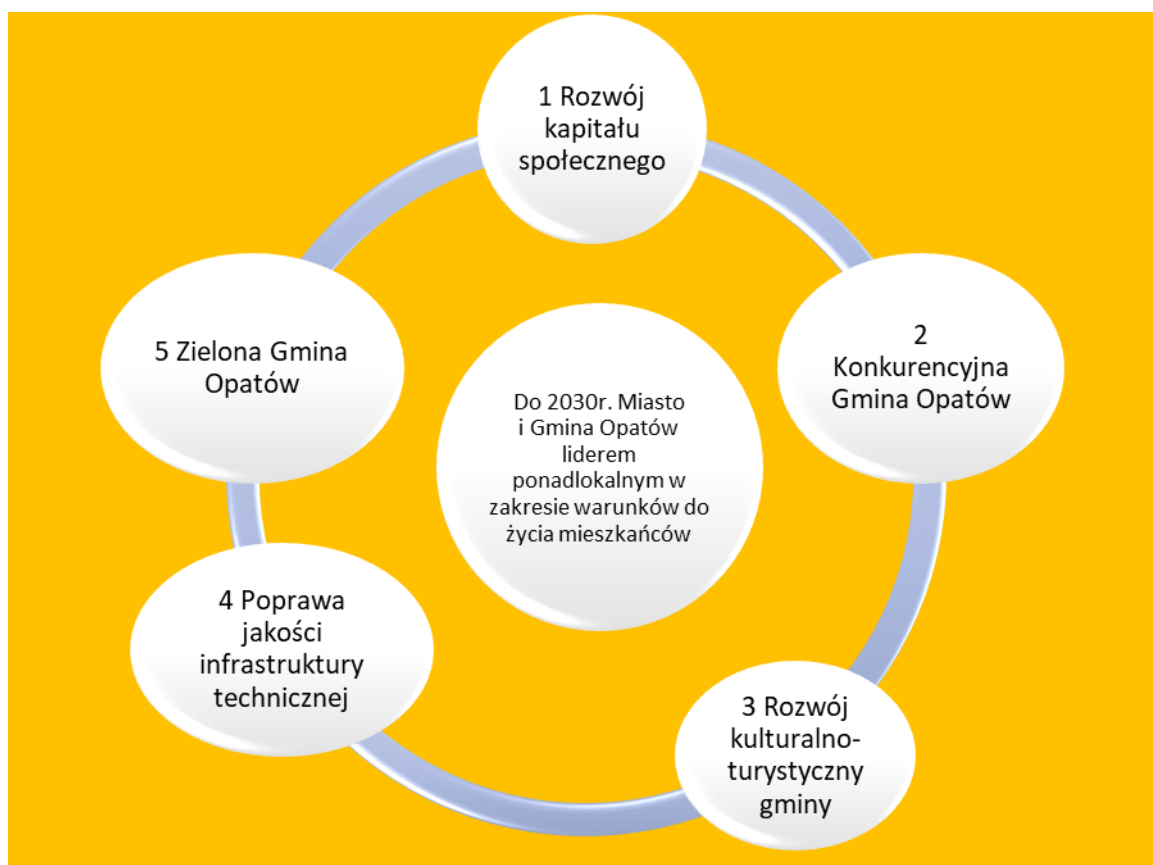 1 Rozwój
kapitału
społecznego
2
Konkurencyjna
Gmina Opatów
3 Rozwój
kulturalno-
turystyczny
gminy
4 Poprawa
jakości
infrastruktury
technicznej
5 Zielona Gmina
Opatów
Do 2030r. Miasto
i Gmina Opatów
liderem
ponadlokalnym w
zakresie warunków do
życia mieszkańców